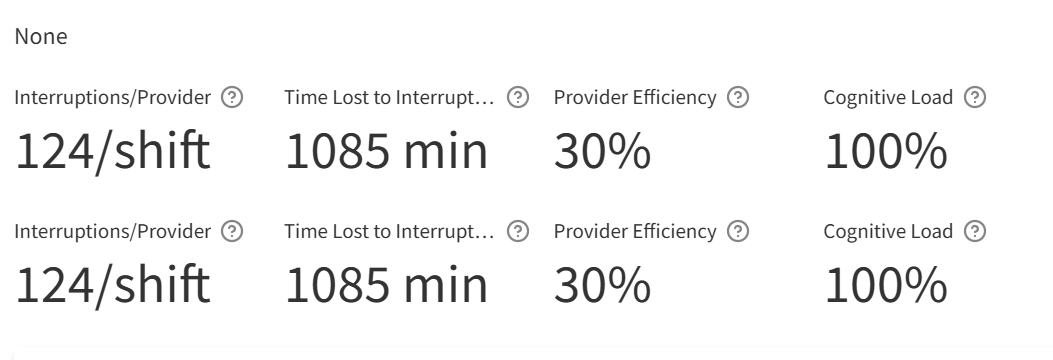 None
Interruptions/Provider ? Time Lost to Interrupt... ? Provider Efficiency ? Cognitive Load ?
124/shift 1085 min 30% 100%
Interruptions/Provider ? Time Lost to Interrupt... ? Provider Efficiency ? Cognitive Load ?
124/shift 1085 min 30% 100%